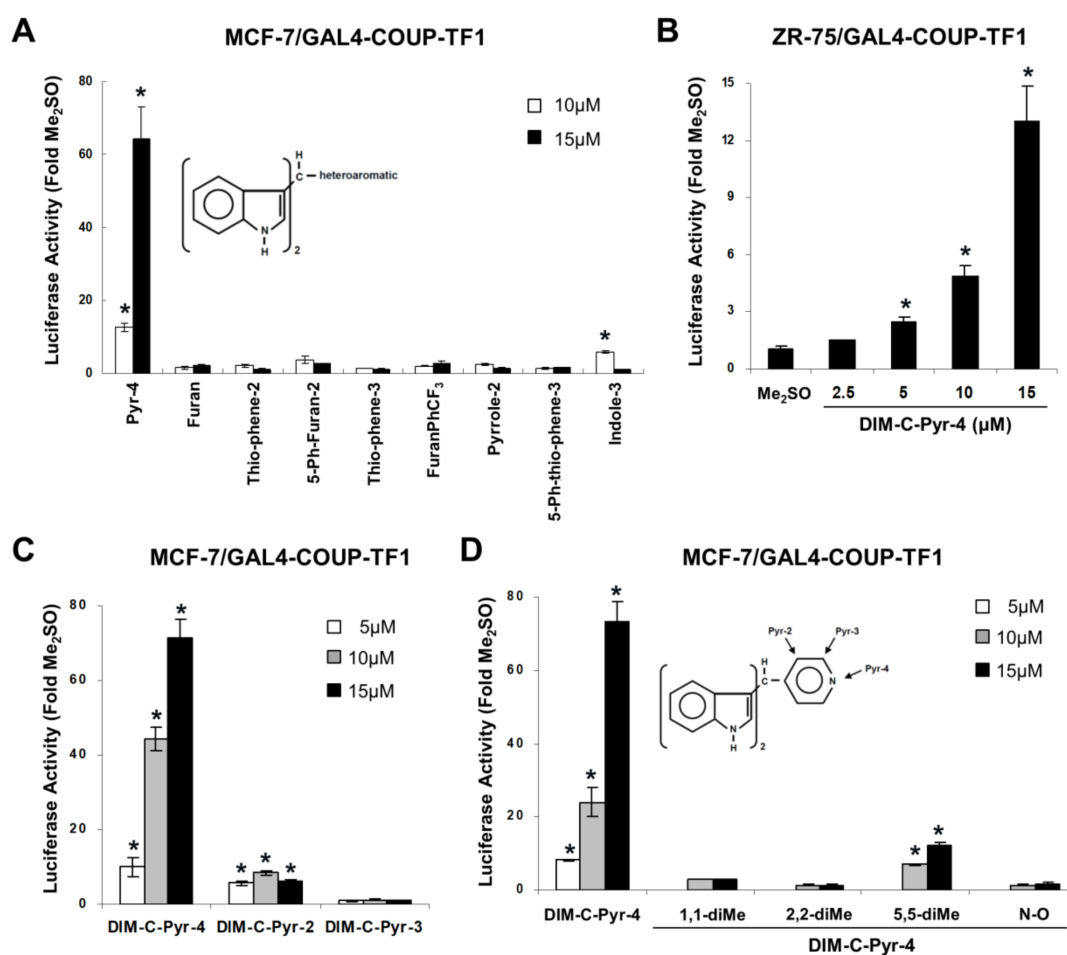 A
MCF-7/GAL4-COUP-TF1
Luciferase Activity (Fold Me₂SO)
80
60
40
20
0
*
*
*
10µM
15µM
H
C
heteroaromatic
N
H
2
Pyr-4
Furan
Thio-phene-2
5-Ph-Furan-2
Thio-phene-3
FuranPhCF₃
Pyrrole-2
5-Ph-thio-phene-3
Indole-3
B
ZR-75/GAL4-COUP-TF1
Luciferase Activity (Fold Me₂SO)
15
12
9
6
3
0
*
*
*
Me₂SO
2.5
5
10
15
DIM-C-Pyr-4 (µM)
C
MCF-7/GAL4-COUP-TF1
Luciferase Activity (Fold Me₂SO)
80
60
40
20
0
*
*
*
*
*
*
5µM
10µM
15µM
DIM-C-Pyr-4
DIM-C-Pyr-2
DIM-C-Pyr-3
D
MCF-7/GAL4-COUP-TF1
Luciferase Activity (Fold Me₂SO)
80
60
40
20
0
*
*
*
*
*
5µM
10µM
15µM
Pyr-2
Pyr-3
Pyr-4
H
C
N
N
H
2
DIM-C-Pyr-4
1,1-diMe
2,2-diMe
5,5-diMe
N-O
DIM-C-Pyr-4